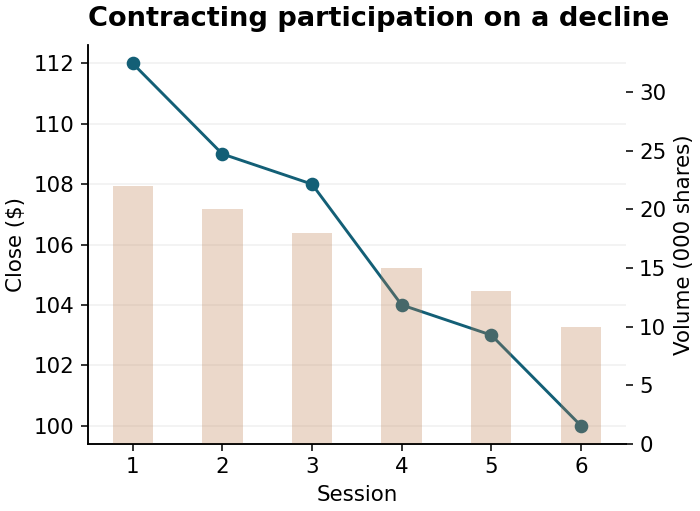 Contracting participation on a decline
Close ($)
112
110
108
106
104
102
100
30
25
20
15
10
5
0
Volume (000 shares)
1 2 3 4 5 6
Session